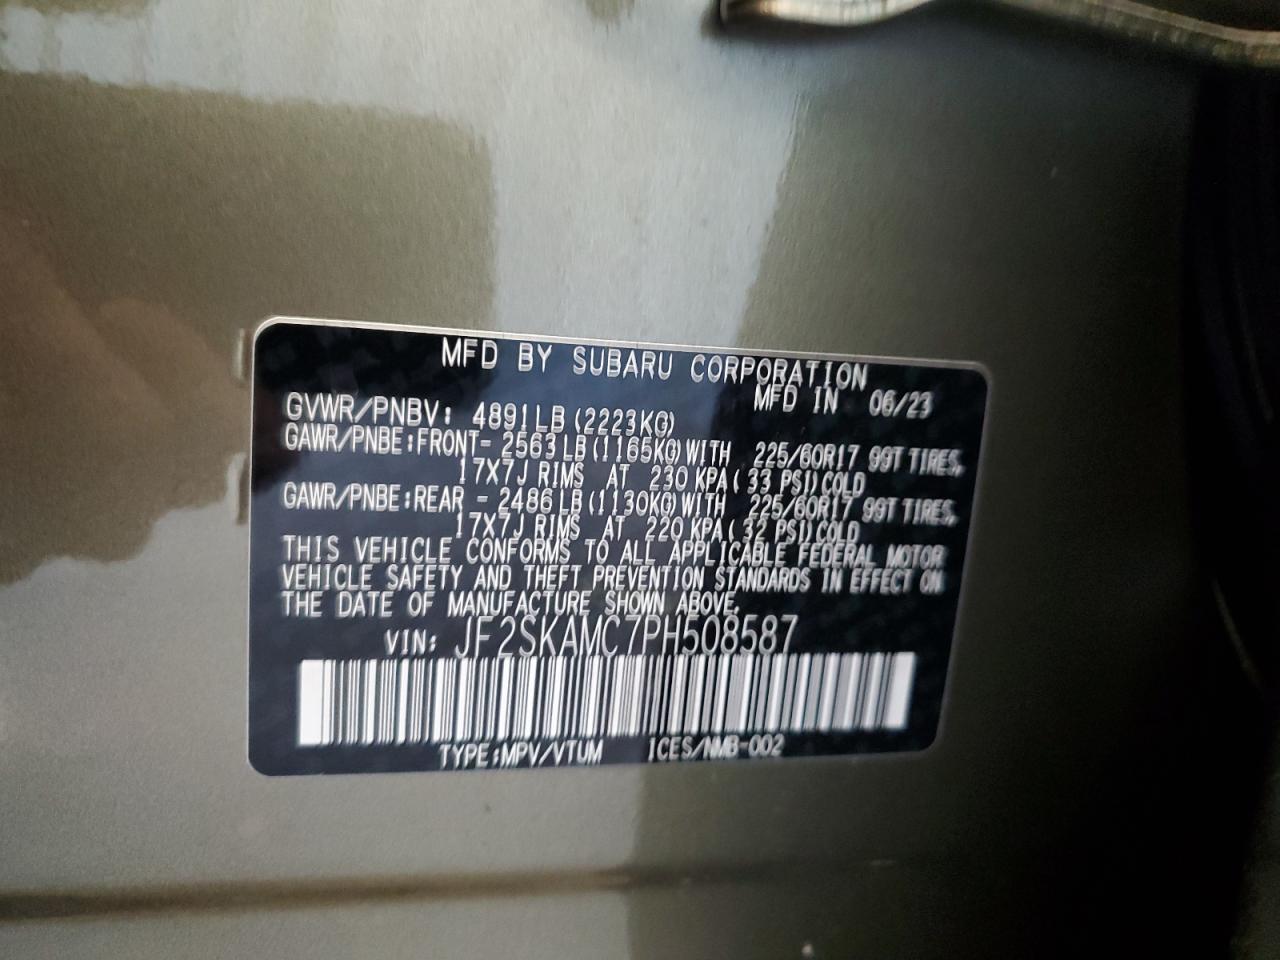 MFD BY SUBARU CORPORATION
MFD IN 06/23
GVWR/PNBV: 4891LB(2223KG)
GAWR/PNBE:FRONT- 2563LB(1165KG)WITH 225/60R17 99T TIRES,
17X7J RIMS AT 230 KPA(33 PSI)COLD
GAWR/PNBE:REAR - 2486LB(1130KG)WITH 225/60R17 99T TIRES,
17X7J RIMS AT 220 KPA(32 PSI)COLD
THIS VEHICLE CONFORMS TO ALL APPLICABLE FEDERAL MOTOR
VEHICLE SAFETY AND THEFT PREVENTION STANDARDS IN EFFECT ON
THE DATE OF MANUFACTURE SHOWN ABOVE.
VIN: JF2SKAMC7PH508587
TYPE:MPV/VTUM ICES/NMB-002